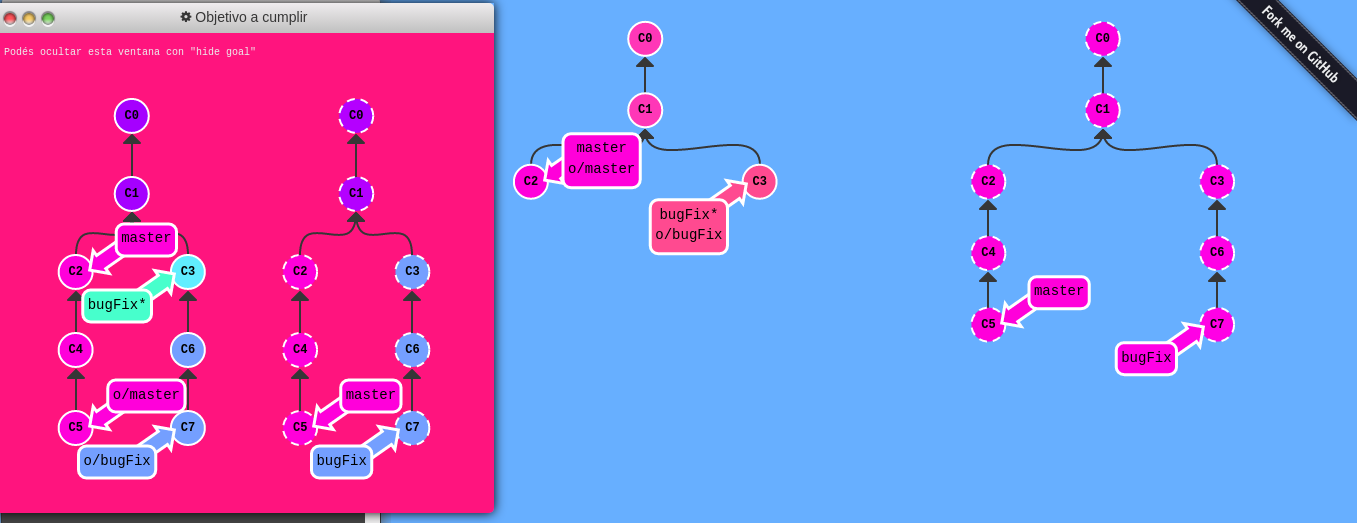 Objetivo a cumplir
Podés ocultar esta ventana con "hide goal"
C0
C1
master
C2
C3
bugFix*
C4
C6
o/master
C5
C7
o/bugFix
C0
C1
C2
C3
C4
C6
master
C5
C7
bugFix
C0
C1
master
o/master
C2
C3
bugFix*
o/bugFix
C0
C1
C2
C3
C4
C6
master
C5
C7
bugFix
Fork me on GitHub